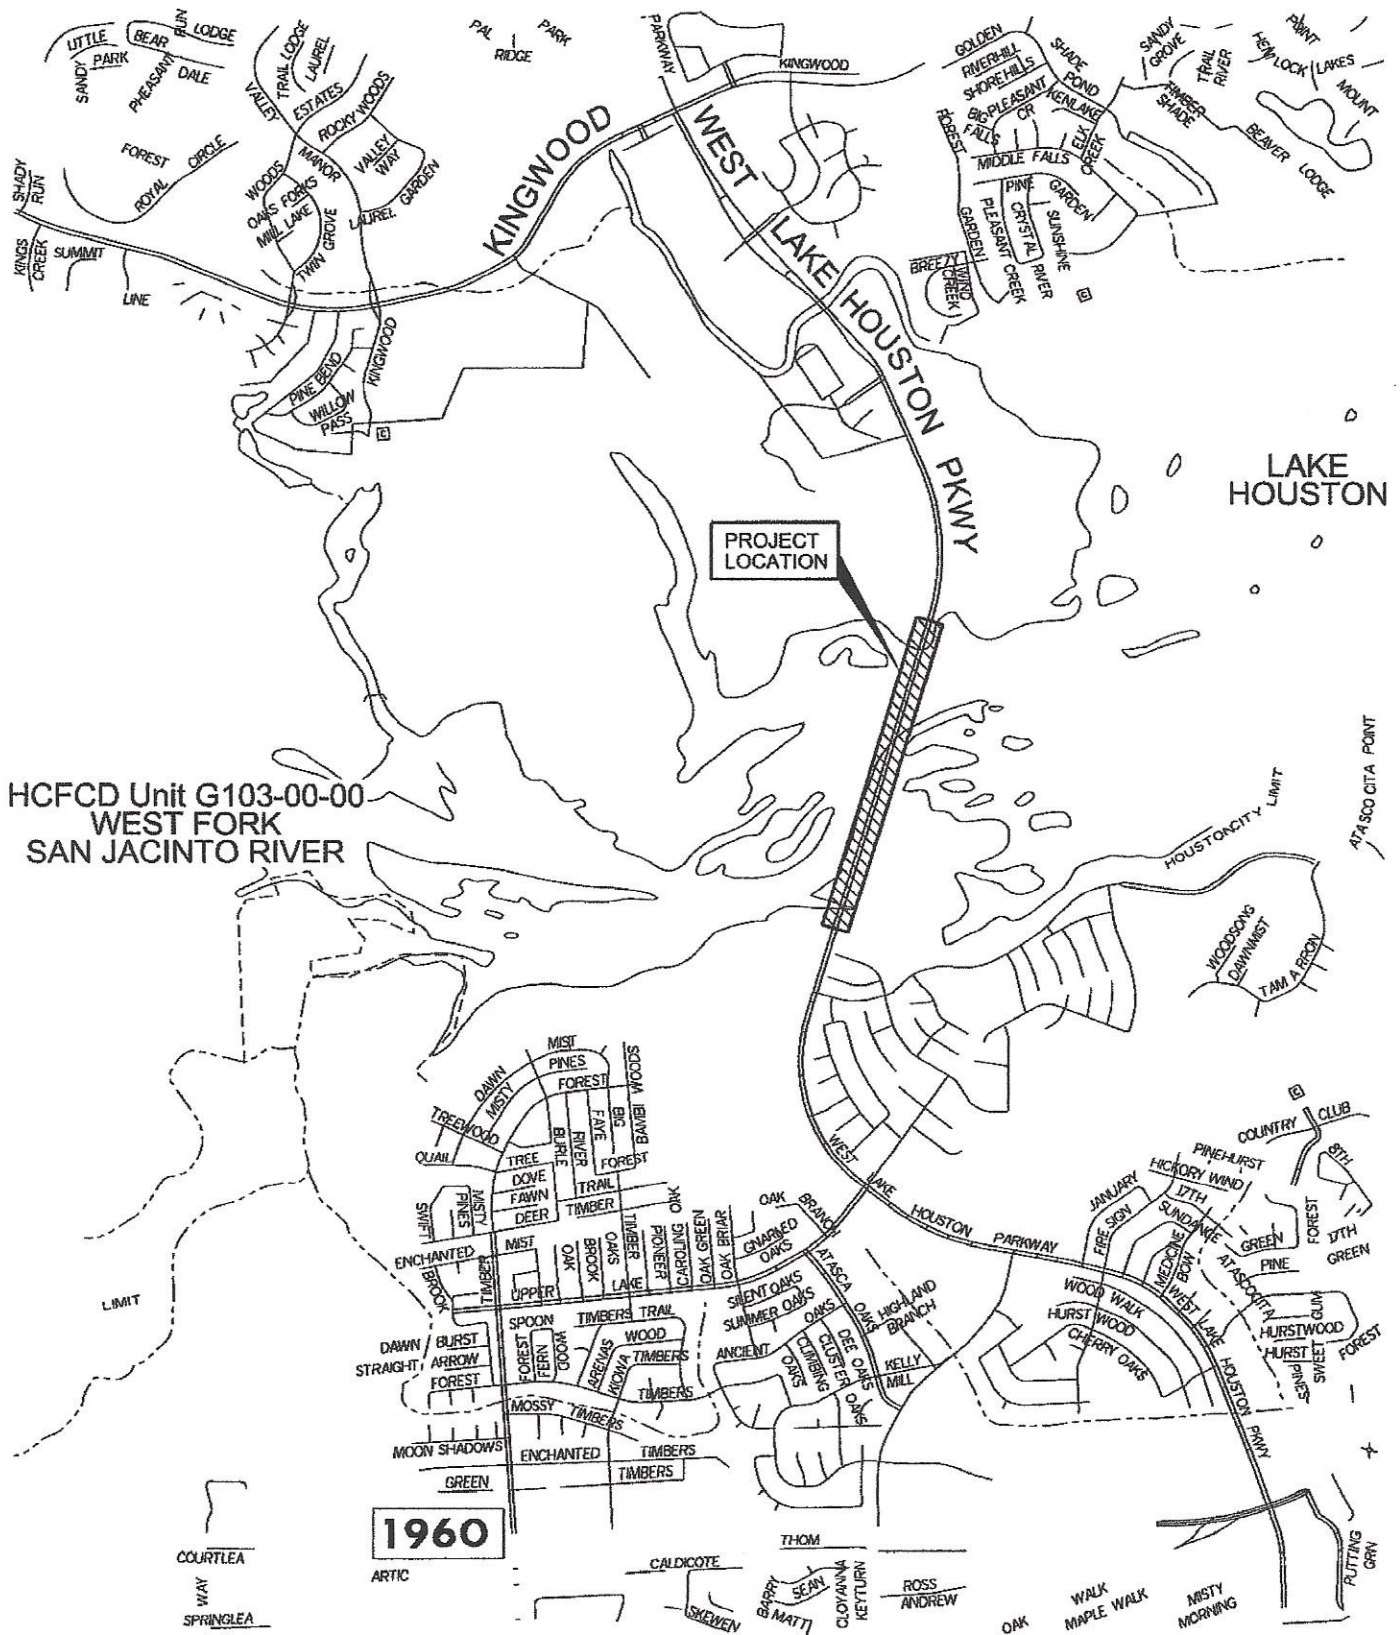 LITTLE
BEAR
RUN
LODGE
SANDY
PARK
PHEASANT
DALE
TRAIL LODGE
LAUREL
VALLEY
ESTATES
ROCKY WOODS
FOREST
ROYAL CIRCLE
WOODS
MANOR
VALLEY
WAY
OAKS FORKS
MILL LAKE
TWIN GROVE
LAUREL GARDEN
SHADY
RUN
KINGS
CREEK
SUMMIT
LINE
PINE BEND
WILLOW
PASS
KINGWOOD
C
PAL
RIDGE
PARK
PARKWAY
KINGWOOD
KINGWOOD
WEST LAKE HOUSTON PKWY
GOLDEN
RIVERHILL
SHOREHILLS
SHADE
POND
BIG
FALLS
PLEASANT
CR
KENLAKE
ELK
CREEK
FOREST
GARDEN
MIDDLE FALLS
PINE
GARDEN
PLEASANT CREEK
CRYSTAL RIVER
SUNSHINE
BREEZY
WIND
CREEK
C
SANDY
GROVE
TRAIL
RIVER
TIMBER
SHADE
POINT
HEMLOCK
LAKES
MOUNT
BEAVER LODGE
LAKE
HOUSTON
PROJECT
LOCATION
HCFCD Unit G103-00-00
WEST FORK
SAN JACINTO RIVER
ATASCOCITA POINT
HOUSTON CITY LIMIT
WOODSONG
DAWNMIST
TAMARRON
LIMIT
DAWN
MIST
MISTY
PINES
FOREST
TREEWOOD
QUAIL
TREE
DOVE
FAWN
DEER
BURLE
RIVER
FAYE
BIG
BAMBI WOODS
FOREST
TRAIL
TIMBER
SWIFT
MISTY
PINES
ENCHANTED
MIST
BROOK
TIMBER
UPPER
LAKE
OAK
BROOK
OAKS
TIMBER
PIONEER
CAROLING OAK
OAK GREEN
OAK BRIAR
GNARNED
OAKS
OAK
BRANCH
WEST LAKE HOUSTON PARKWAY
ATASCA OAKS
HIGHLAND
BRANCH
SILENT OAKS
SUMMER OAKS
OAKS
ANCIENT
CLIMBING
OAKS
CLUSTER OAKS
DEE OAKS
KELLY
MILL
SPOON
TIMBERS TRAIL
DAWN
BURST
STRAIGHT
ARROW
FOREST
FOREST
FERN
WOOD
ARENAS
KIOWA
WOOD
TIMBERS
TIMBERS
MOSSY
TIMBERS
MOON SHADOWS
ENCHANTED
TIMBERS
GREEN
TIMBERS
C
COUNTRY CLUB
8TH
PINEHURST
HICKORY WIND
17TH
JANUARY
FIRE SIGN
SUNDANCE
MEDICINE
BOW
GREEN
PINE
FOREST
17TH
GREEN
ATASCOCITA
WOOD WALK
HURST WOOD
CHERRY OAKS
WEST LAKE HOUSTON PKWY
HURSTWOOD
HURST
PINES
SWEET GUM
FOREST
PUTTING
GRN
1960
ARTIC
COURTLEA
WAY
SPRINGLEA
CALDICOTE
THOM
SKEWEN
BARRY
SEAN
MATT
CLOYANNA
KEYTURN
ROSS
ANDREW
OAK
WALK
MAPLE WALK
MISTY
MORNING